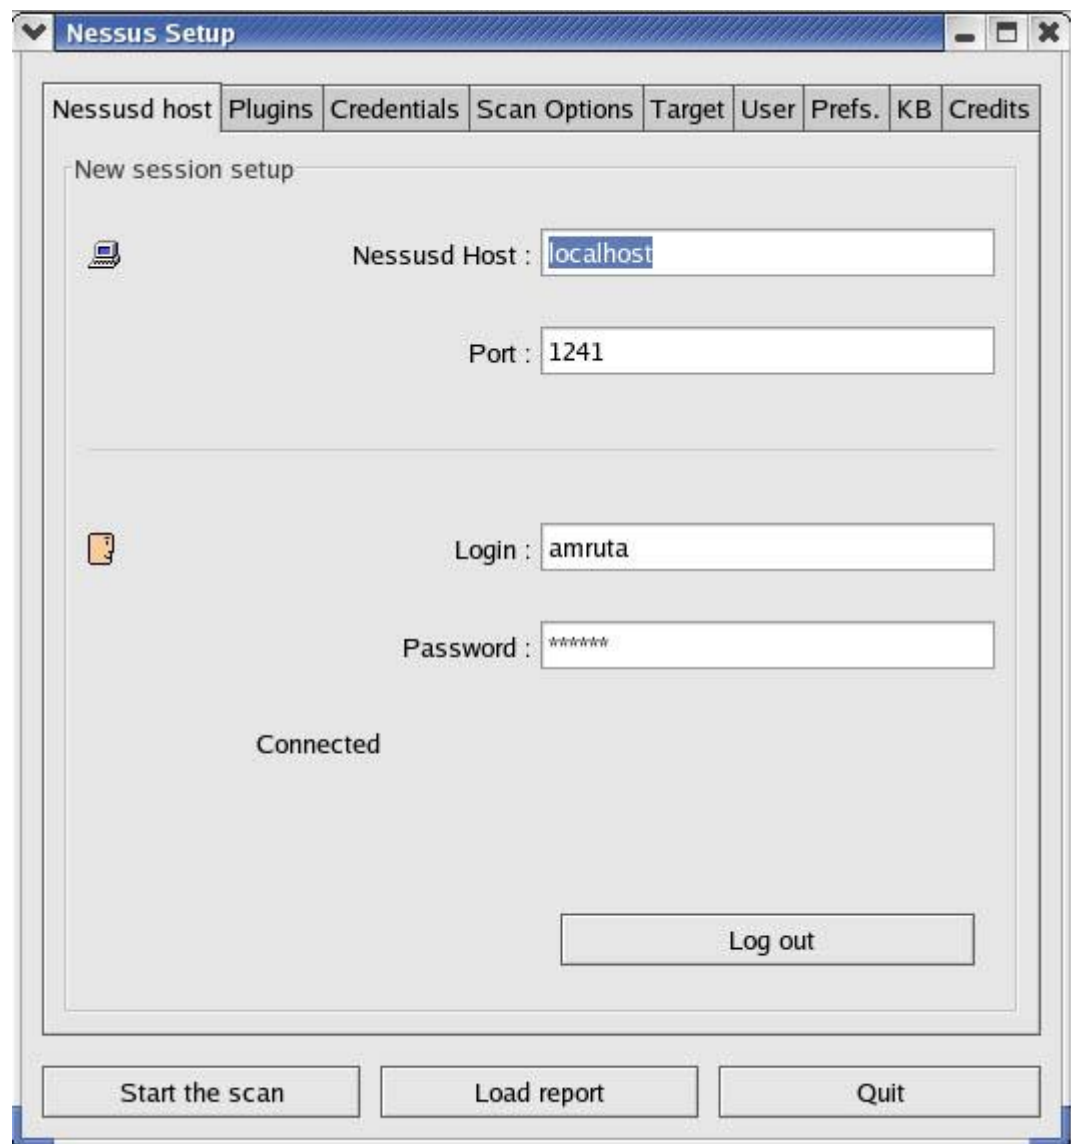 Nessus Setup
Nessusd host Plugins Credentials Scan Options Target User Prefs. KB Credits
New session setup
Nessusd Host : localhost
Port : 1241
Login : amruta
Password : ******
Connected
Log out
Start the scan Load report Quit